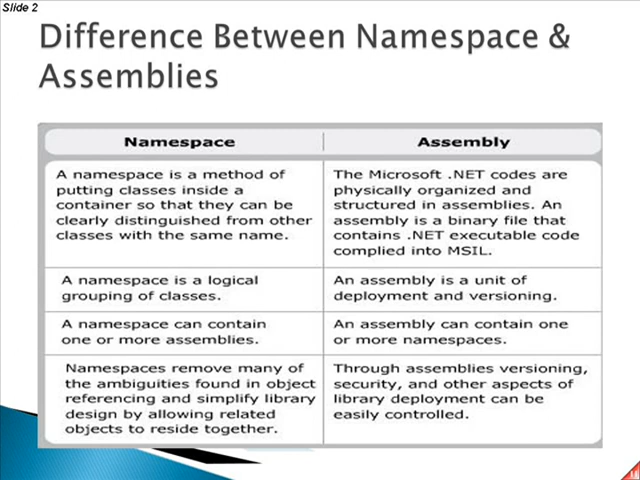 Slide 2
Difference Between Namespace &
Assemblies
Namespace
Assembly
A namespace is a method of
putting classes inside a
container so that they can be
clearly distinguished from other
classes with the same name.
The Microsoft .NET codes are
physically organized and
structured in assemblies. An
assembly is a binary file that
contains .NET executable code
complied into MSIL.
A namespace is a logical
grouping of classes.
An assembly is a unit of
deployment and versioning.
A namespace can contain
one or more assemblies.
An assembly can contain one
or more namespaces.
Namespaces remove many of
the ambiguities found in object
referencing and simplify library
design by allowing related
objects to reside together.
Through assemblies versioning,
security, and other aspects of
library deployment can be
easily controlled.